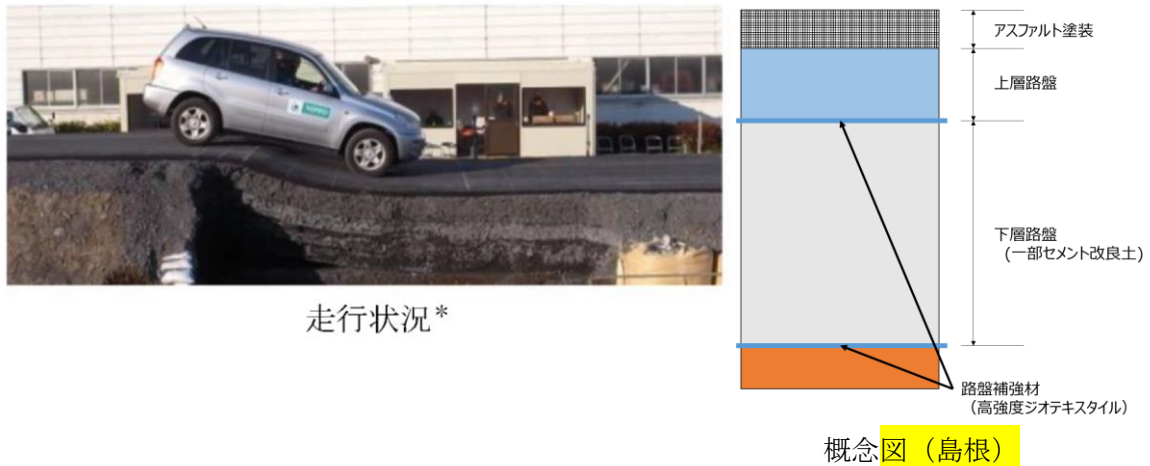 走行状況*
アスファルト塗装
上層路盤
下層路盤
(一部セメント改良土)
路盤補強材
(高強度ジオテキスタイル)
概念図（島根）